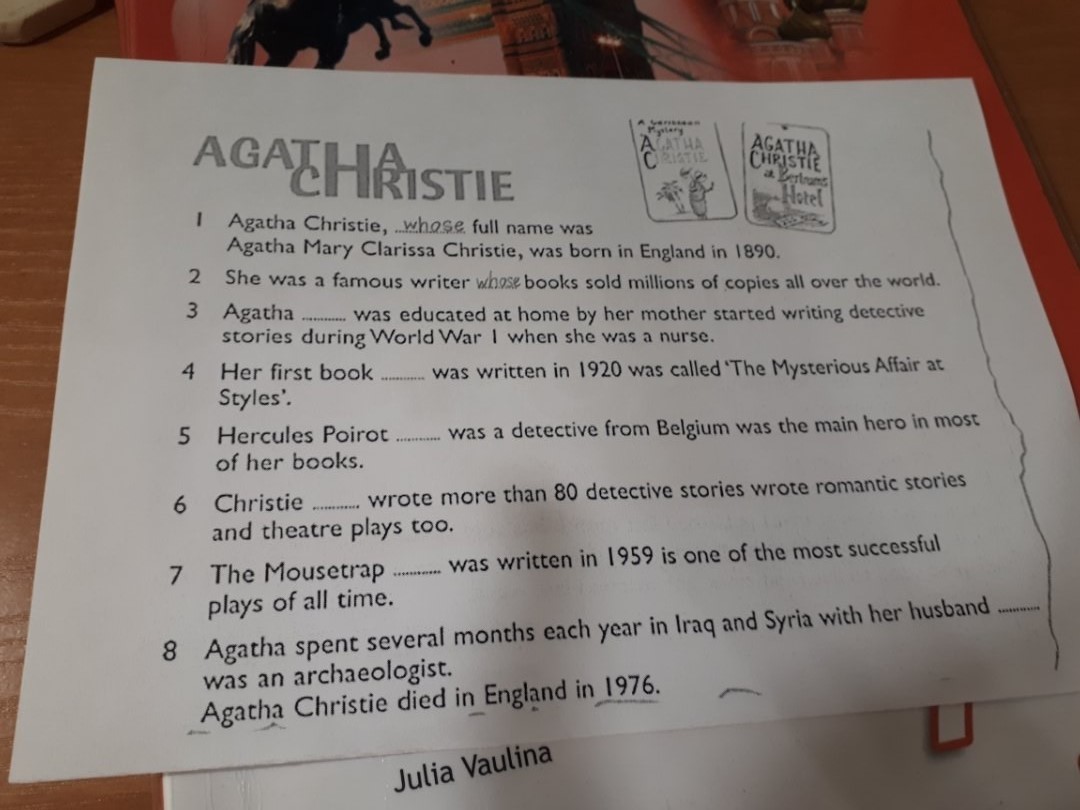 AGATHA
CHRISTIE
A Caribbean
Mystery
AGATHA
CHRISTIE
AGATHA
CHRISTIE
at Bertrams
Hotel
1 Agatha Christie, ..whose full name was
Agatha Mary Clarissa Christie, was born in England in 1890.
2 She was a famous writer whose books sold millions of copies all over the world.
3 Agatha ........... was educated at home by her mother started writing detective
stories during World War 1 when she was a nurse.
4 Her first book ........... was written in 1920 was called 'The Mysterious Affair at
Styles'.
5 Hercules Poirot ........... was a detective from Belgium was the main hero in most
of her books.
6 Christie ........... wrote more than 80 detective stories wrote romantic stories
and theatre plays too.
7 The Mousetrap ........... was written in 1959 is one of the most successful
plays of all time.
8 Agatha spent several months each year in Iraq and Syria with her husband ...........
was an archaeologist.
Agatha Christie died in England in 1976.
Julia Vaulina